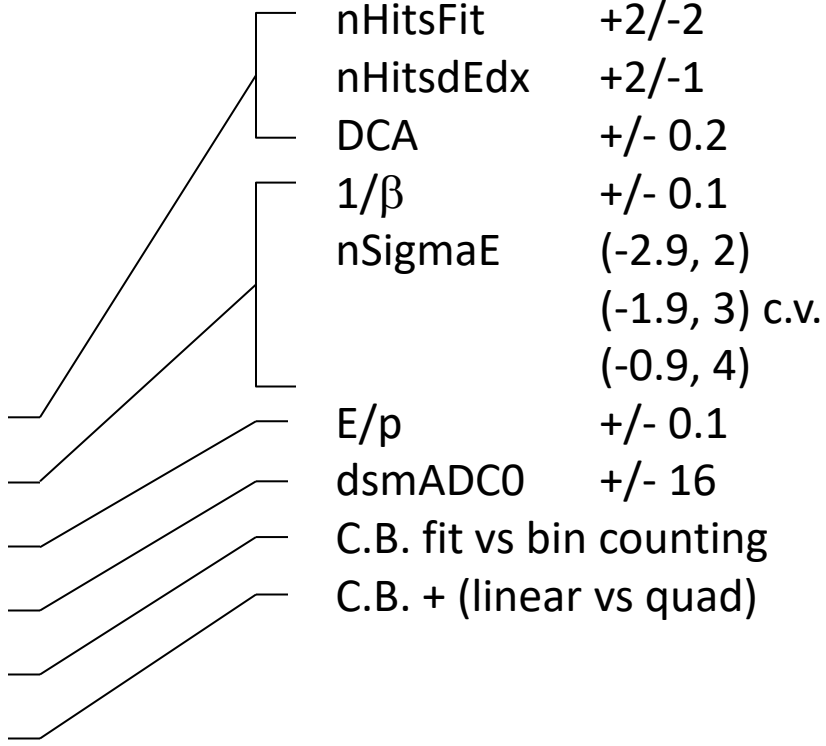 nHitsFit +2/-2
nHitsdEdx +2/-1
DCA +/- 0.2
1/β +/- 0.1
nSigmaE (-2.9, 2)
(-1.9, 3) c.v.
(-0.9, 4)
E/p +/- 0.1
dsmADC0 +/- 16
C.B. fit vs bin counting
C.B. + (linear vs quad)